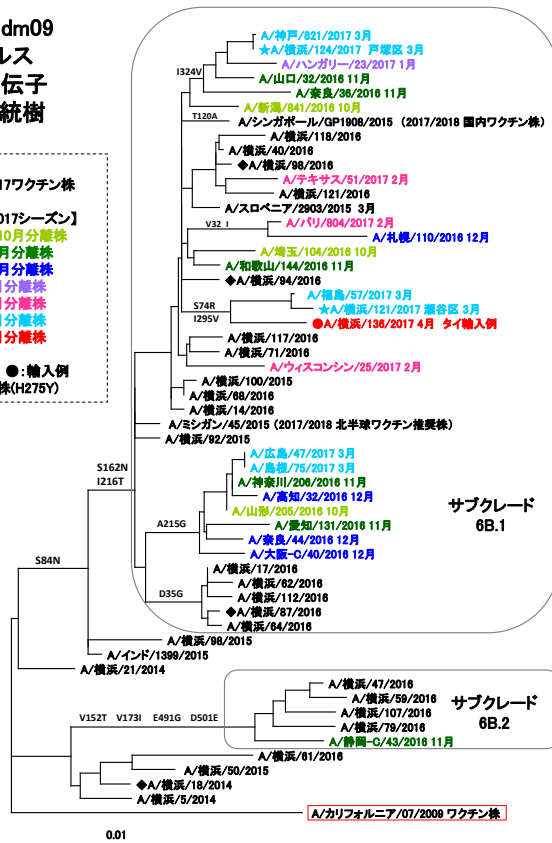 dm09
ルス
伝子
統樹
17ワクチン株
017シーズン】
10月分離株
月分離株
月分離株
分離株
分離株
分離株
分離株
●:輸入例
株(H275Y)
A/神戸/821/2017 3月
★A/横浜/124/2017 戸塚区 3月
A/ハンガリー/23/2017 1月
I324V
A/山口/32/2016 11月
A/奈良/36/2016 11月
A/新潟/841/2016 10月
T120A
A/シンガポール/GP1908/2015 (2017/2018 国内ワクチン株)
A/横浜/118/2016
A/横浜/40/2016
◆A/横浜/98/2016
A/テキサス/51/2017 2月
A/横浜/121/2016
A/スロベニア/2903/2015 3月
V32 I
A/パリ/804/2017 2月
A/札幌/110/2016 12月
A/埼玉/104/2016 10月
A/和歌山/144/2016 11月
◆A/横浜/94/2016
A/福島/57/2017 3月
S74R
★A/横浜/121/2017 瀬谷区 3月
I295V
●A/横浜/136/2017 4月 タイ輸入例
A/横浜/117/2016
A/横浜/71/2016
A/ウィスコンシン/25/2017 2月
A/横浜/100/2015
A/横浜/68/2016
A/横浜/14/2016
A/ミシガン/45/2015 (2017/2018 北半球ワクチン推奨株)
A/横浜/92/2015
A/広島/47/2017 3月
S162N
A/島根/75/2017 3月
I216T
A/神奈川/206/2016 11月
A/高知/32/2016 12月
A/山形/205/2016 10月
サブクレード
6B.1
A215G
A/愛知/131/2016 11月
A/奈良/44/2016 12月
A/大阪-C/40/2016 12月
S84N
A/横浜/17/2016
A/横浜/62/2016
D35G
A/横浜/112/2016
◆A/横浜/87/2016
A/横浜/64/2016
A/横浜/98/2015
A/インド/1399/2015
A/横浜/21/2014
A/横浜/47/2016
A/横浜/59/2016
サブクレード
6B.2
V152T V173I E491G D501E
A/横浜/107/2016
A/横浜/79/2016
A/静岡-C/43/2016 11月
A/横浜/61/2016
A/横浜/50/2015
◆A/横浜/18/2014
A/横浜/5/2014
A/カリフォルニア/07/2009 ワクチン株
0.01